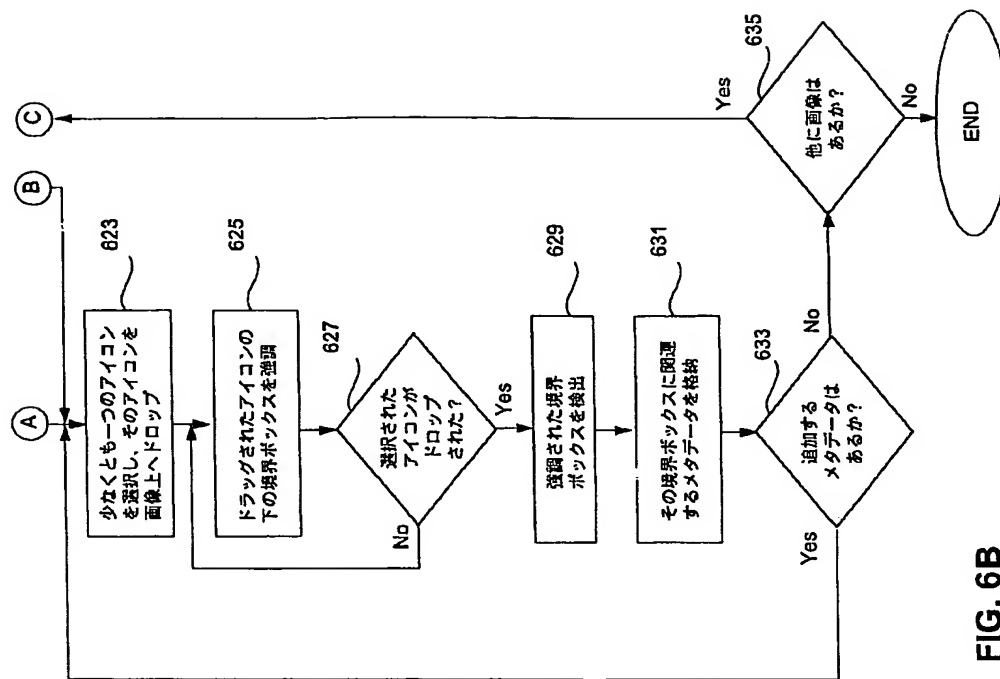 A
B
C
623
少なくとも一つのアイコン
を選択し、そのアイコンを
画像上へドロップ
625
ドラッグされたアイコンの
下の境界ボックスを強調
627
選択された
アイコンが
ドロップ
された?
No
Yes
629
強調された境界
ボックスを検出
631
その境界ボックスに関連
するメタデータを格納
633
追加する
メタデータは
あるか?
Yes
No
635
他に画像は
あるか?
Yes
No
END
FIG. 6B